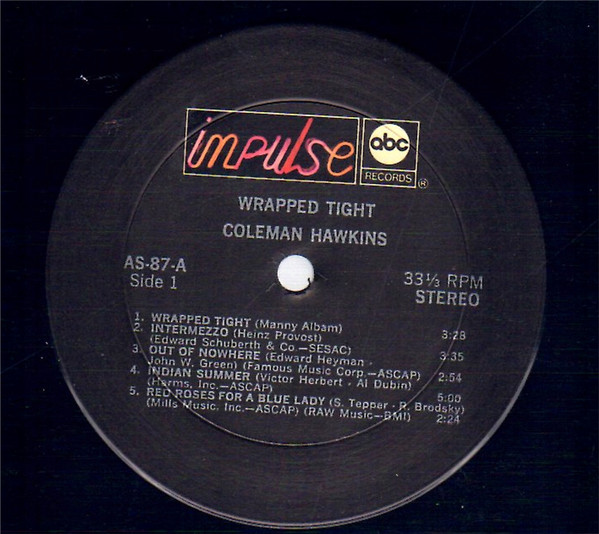 impulse
abc
RECORDS
®
WRAPPED TIGHT
COLEMAN HAWKINS
AS-87-A
Side 1
33⅓ RPM
STEREO
1. WRAPPED TIGHT (Manny Albam) 3:28
2. INTERMEZZO (Heinz Provost)
(Edward Schuberth & Co.—SESAC) 3:35
3. OUT OF NOWHERE (Edward Heyman -
John W. Green) (Famous Music Corp.—ASCAP) 2:54
4. INDIAN SUMMER (Victor Herbert - Al Dubin)
(Harms, Inc.—ASCAP) 5:00
5. RED ROSES FOR A BLUE LADY (S. Tepper - R. Brodsky)
(Mills Music, Inc.—ASCAP) (RAW Music—BMI) 2:24